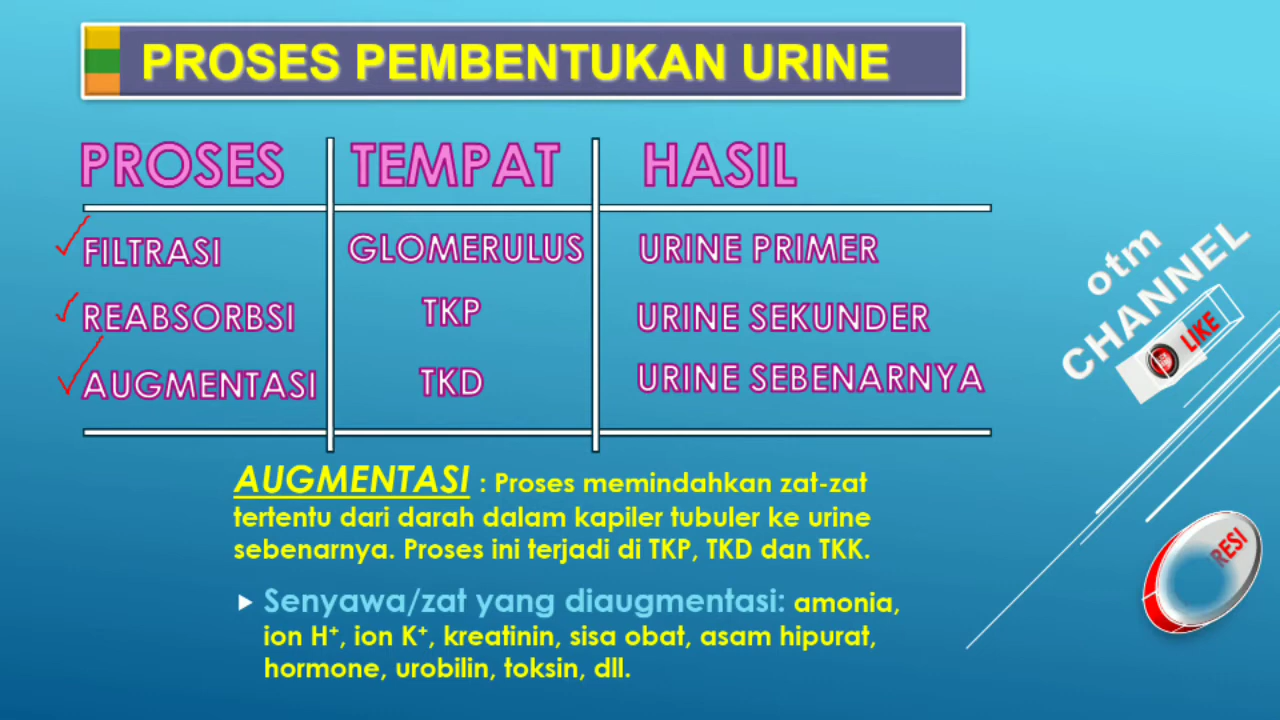 PROSES PEMBENTUKAN URINE
PROSES TEMPAT HASIL
FILTRASI GLOMERULUS URINE PRIMER
REABSORBSI TKP URINE SEKUNDER
AUGMENTASI TKD URINE SEBENARNYA
AUGMENTASI : Proses memindahkan zat-zat
tertentu dari darah dalam kapiler tubuler ke urine
sebenarnya. Proses ini terjadi di TKP, TKD dan TKK.
Senyawa/zat yang diaugmentasi: amonia,
ion H⁺, ion K⁺, kreatinin, sisa obat, asam hipurat,
hormone, urobilin, toksin, dll.
otm
CHANNEL
LIKE
RESI